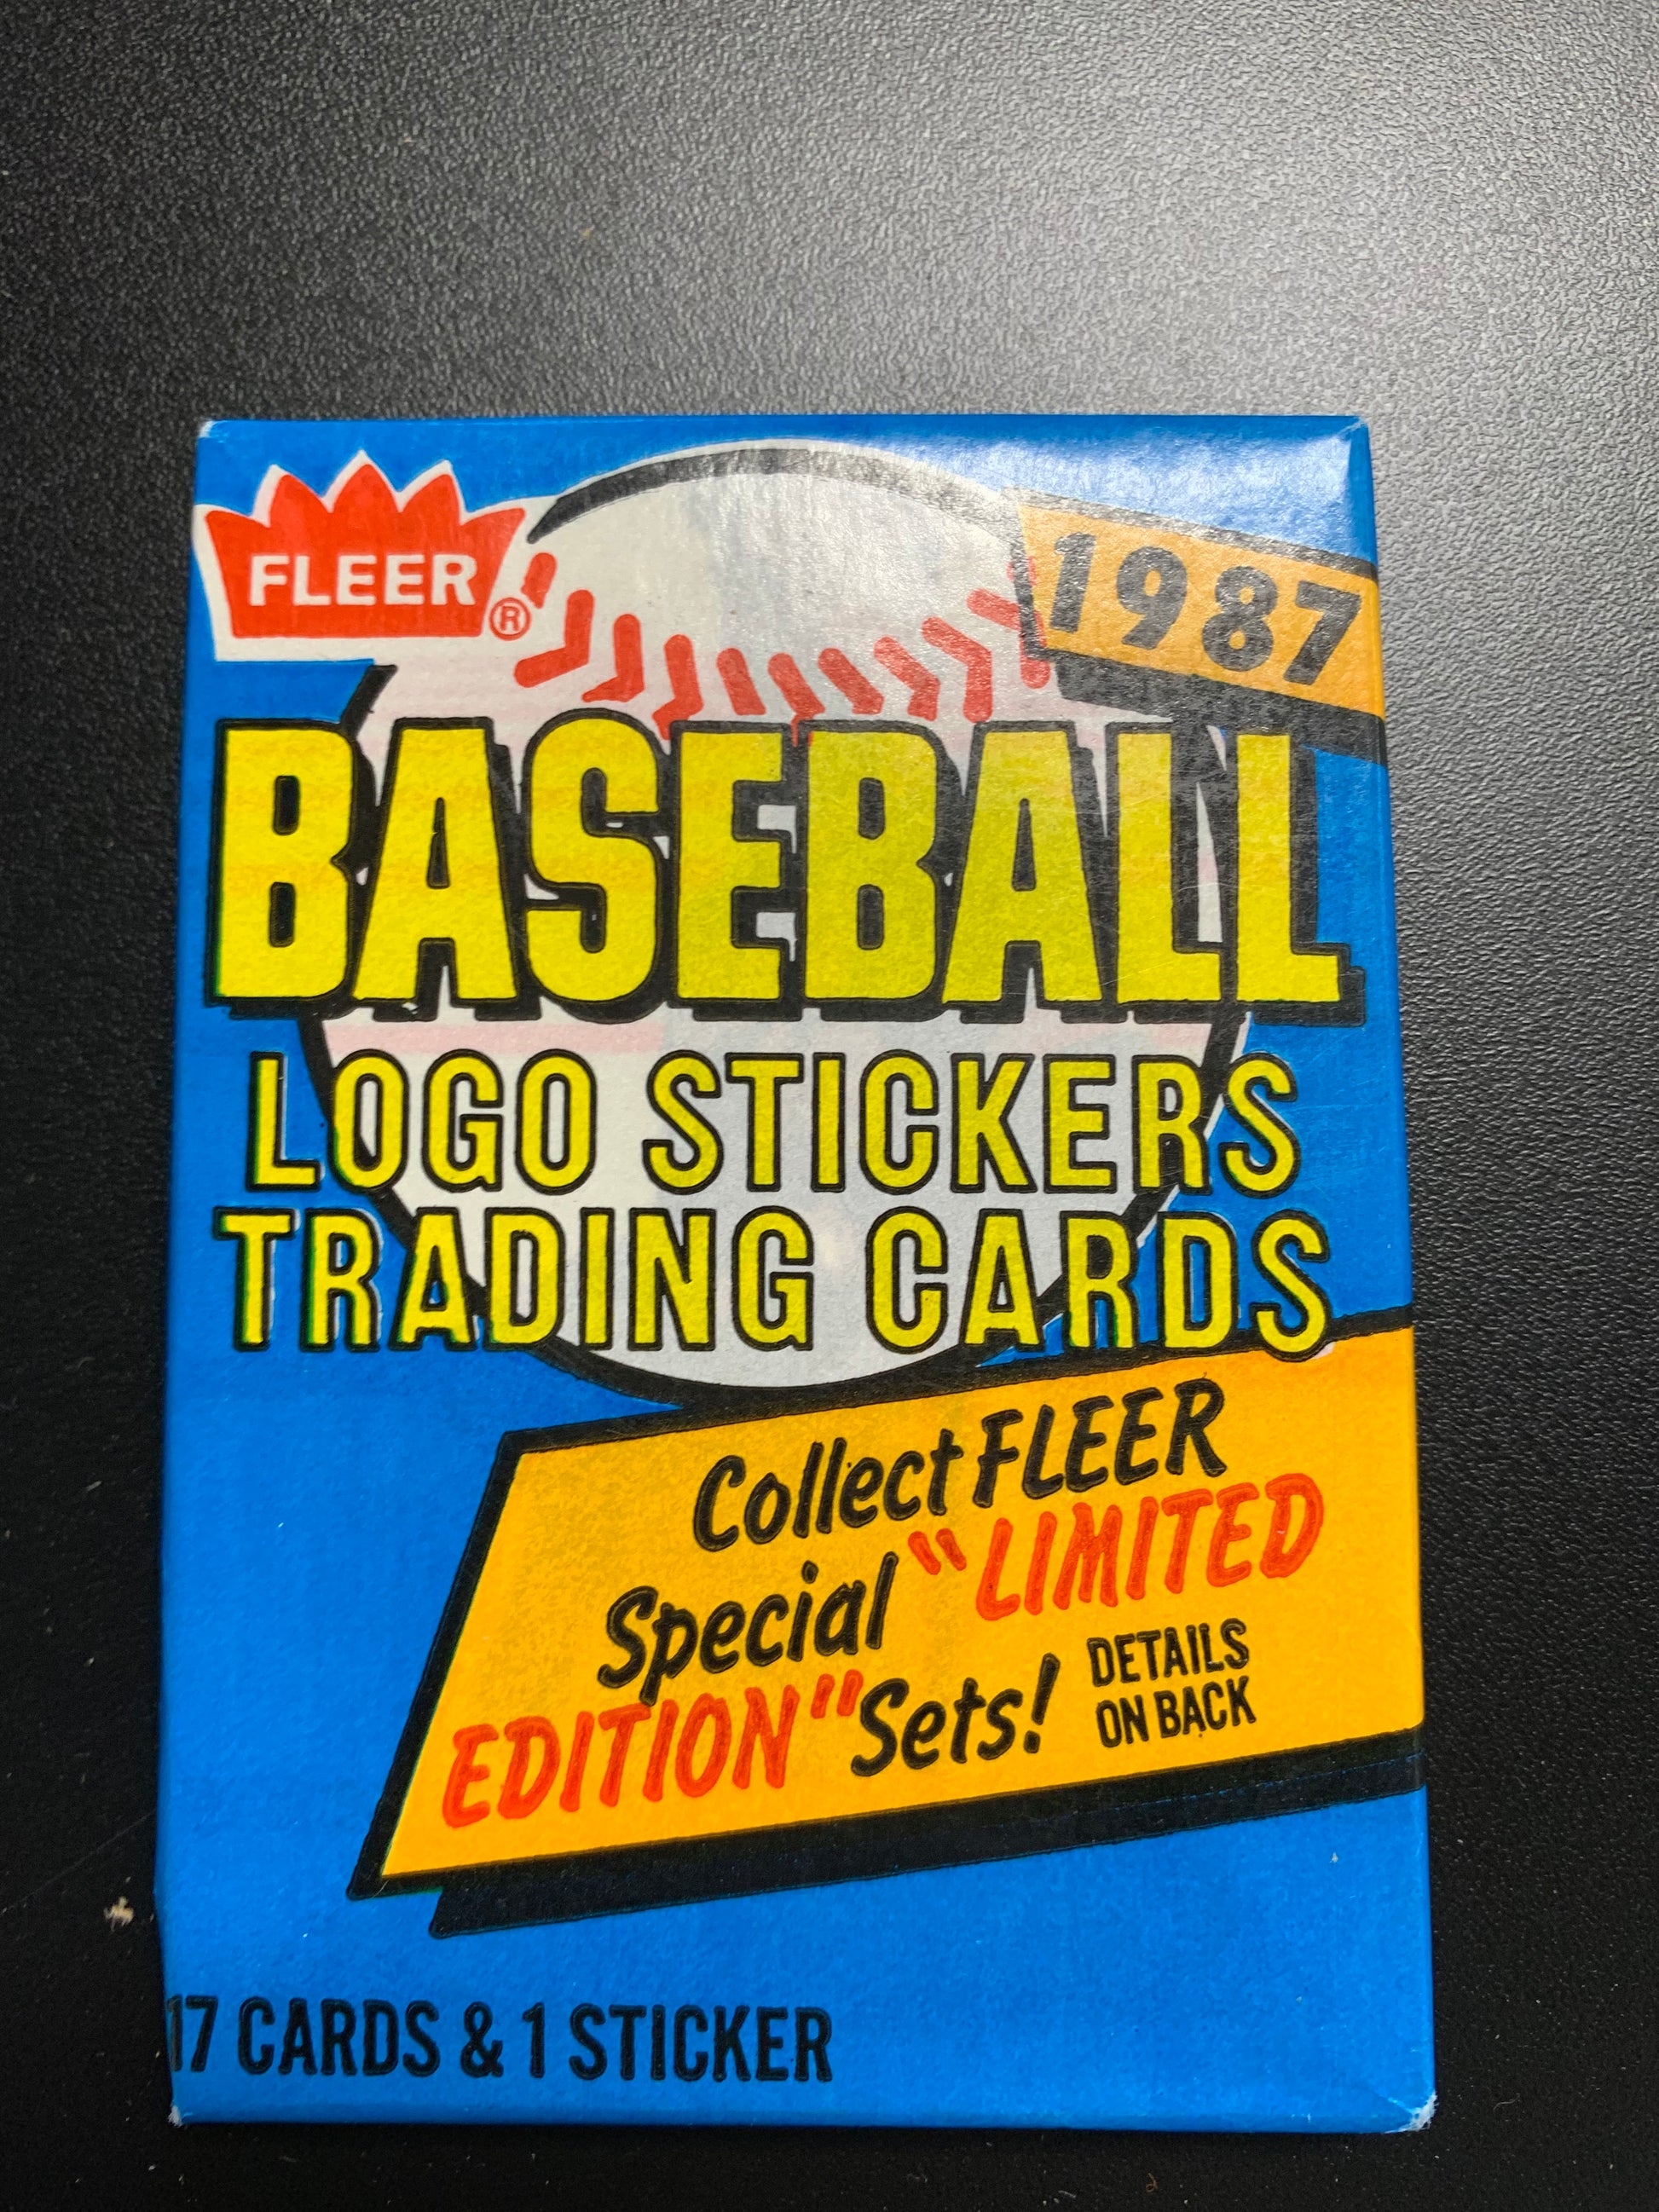 FLEER®
1987
BASEBALL
LOGO STICKERS
TRADING CARDS
Collect FLEER
Special "LIMITED
EDITION" Sets!
DETAILS
ON BACK
17 CARDS & 1 STICKER